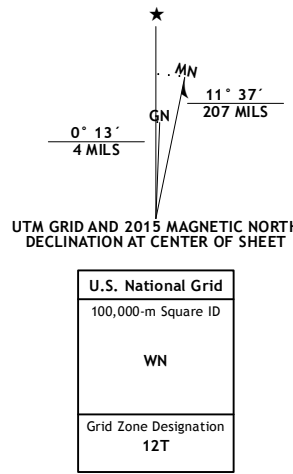 MN
GN
11° 37´
207 MILS
0° 13´
4 MILS
UTM GRID AND 2015 MAGNETIC NORTH
DECLINATION AT CENTER OF SHEET
U.S. National Grid
100,000-m Square ID
WN
Grid Zone Designation
12T